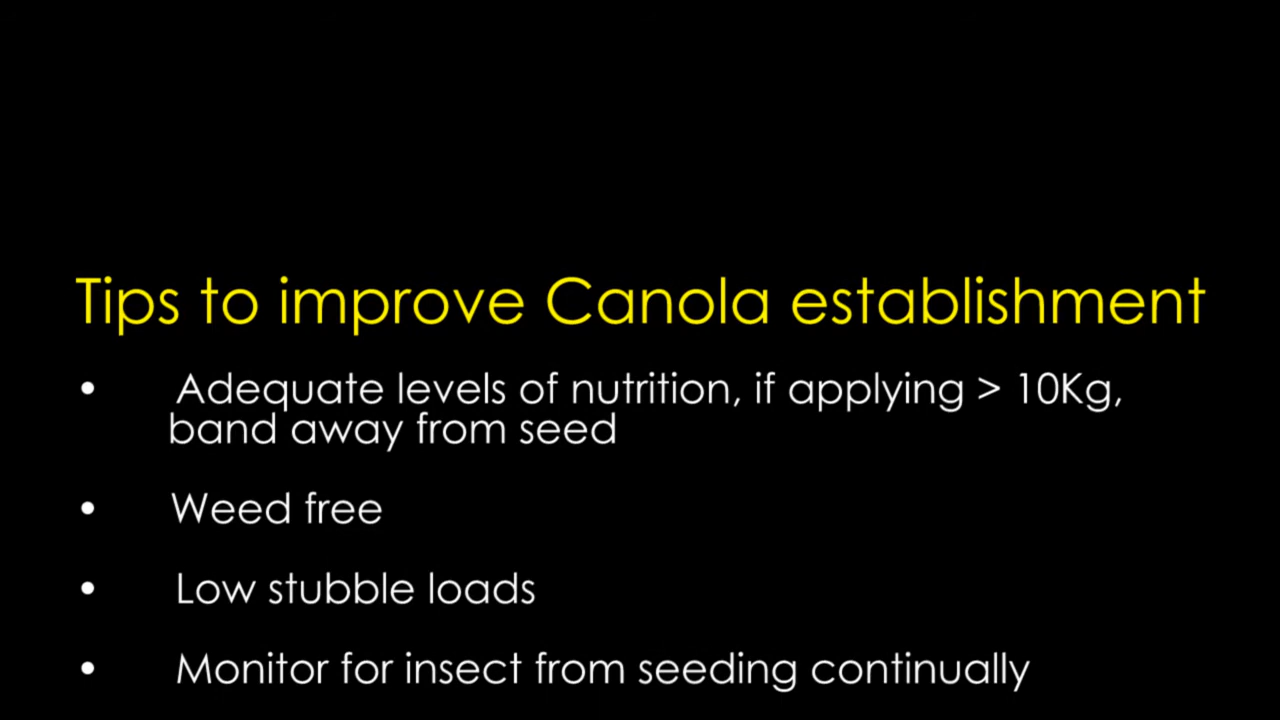 Tips to improve Canola establishment
• Adequate levels of nutrition, if applying > 10Kg,
band away from seed
• Weed free
• Low stubble loads
• Monitor for insect from seeding continually